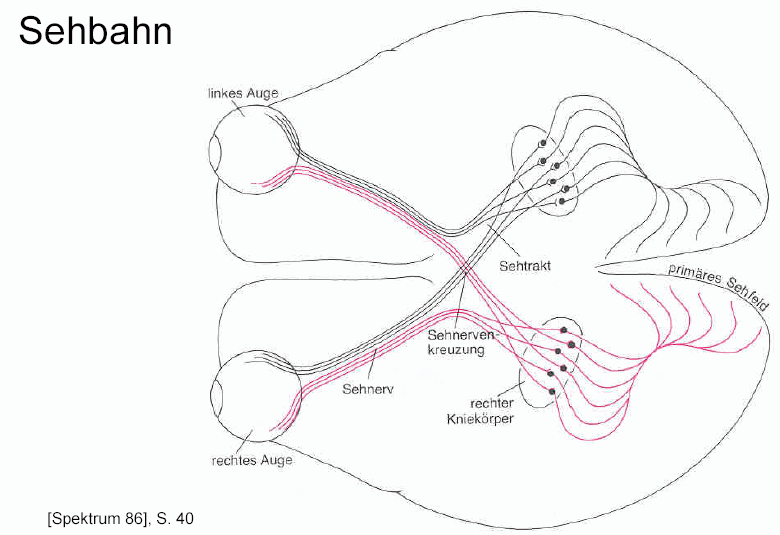 Sehbahn
linkes Auge
Sehtrakt
primäres Sehfeld
Sehnerven-
kreuzung
Sehnerv
rechter
Kniekörper
rechtes Auge
[Spektrum 86], S. 40